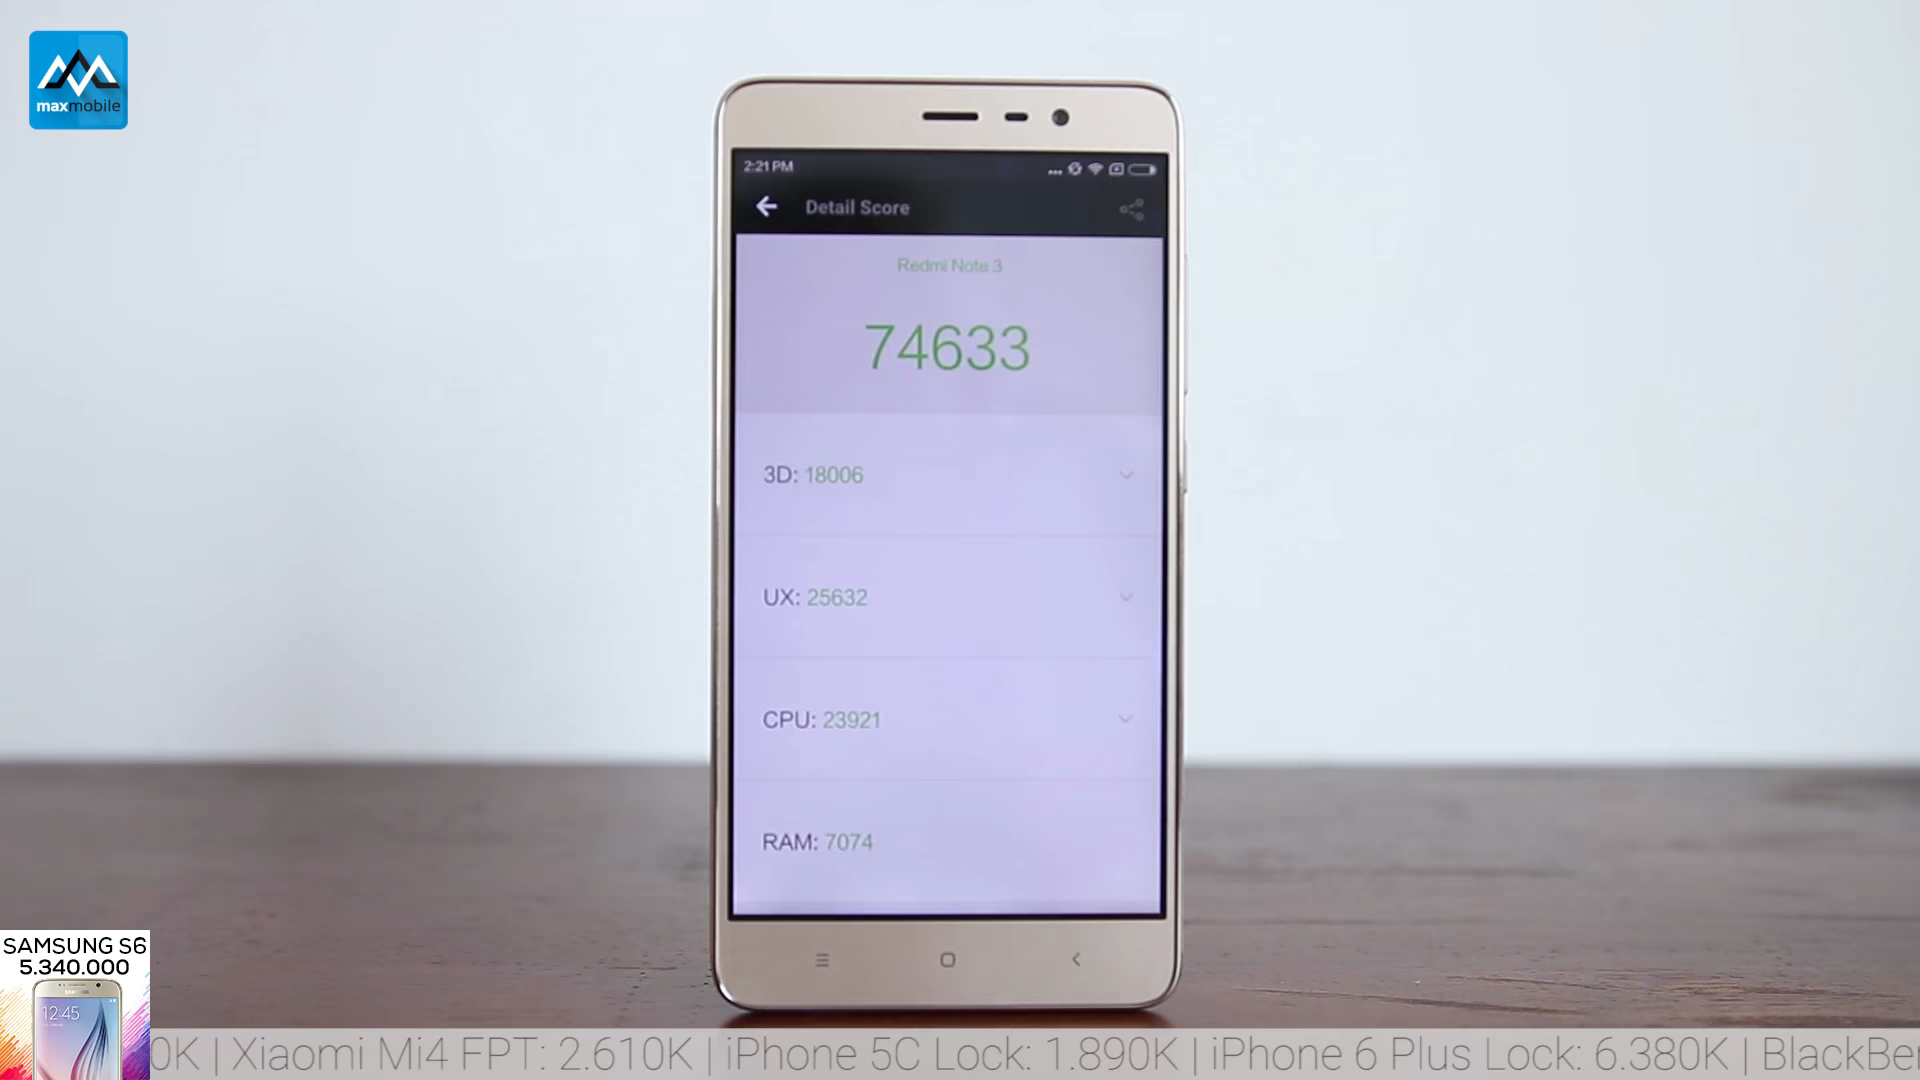 maxmobile
2:21 PM
Detail Score
Redmi Note 3
74633
3D: 18006
UX: 25632
CPU: 23921
RAM: 7074
SAMSUNG S6
5.340.000
12:45
0K | Xiaomi Mi4 FPT: 2.610K | iPhone 5C Lock: 1.890K | iPhone 6 Plus Lock: 6.380K | BlackBer